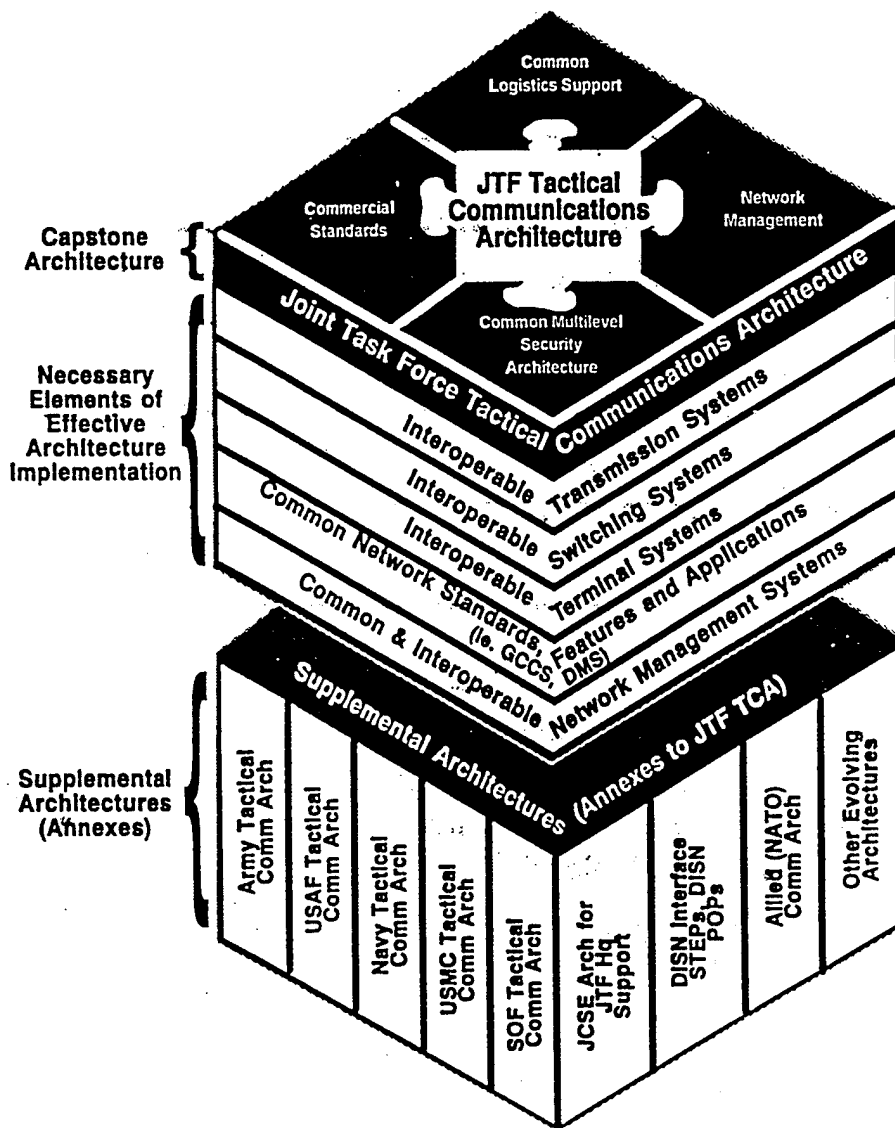 Common
Logistics Support
JTF Tactical
Communications
Architecture
Commercial
Standards
Network
Management
Common Multilevel
Security
Architecture
Capstone
Architecture
Joint Task Force Tactical Communications Architecture
Necessary
Elements of
Effective
Architecture
Implementation
Interoperable Transmission Systems
Interoperable Switching Systems
Interoperable Terminal Systems
Common Network Standards, Features and Applications
(Ie. GCCS, DMS)
Common & Interoperable Network Management Systems
Supplemental Architectures (Annexes to JTF TCA)
Supplemental
Architectures
(Annexes)
Army Tactical
Comm Arch
USAF Tactical
Comm Arch
Navy Tactical
Comm Arch
USMC Tactical
Comm Arch
SOF Tactical
Comm Arch
JCSE Arch for
JTF Hq
Support
DISN Interface
STEPs, DISN
POPs
Allied (NATO)
Comm Arch
Other Evolving
Architectures